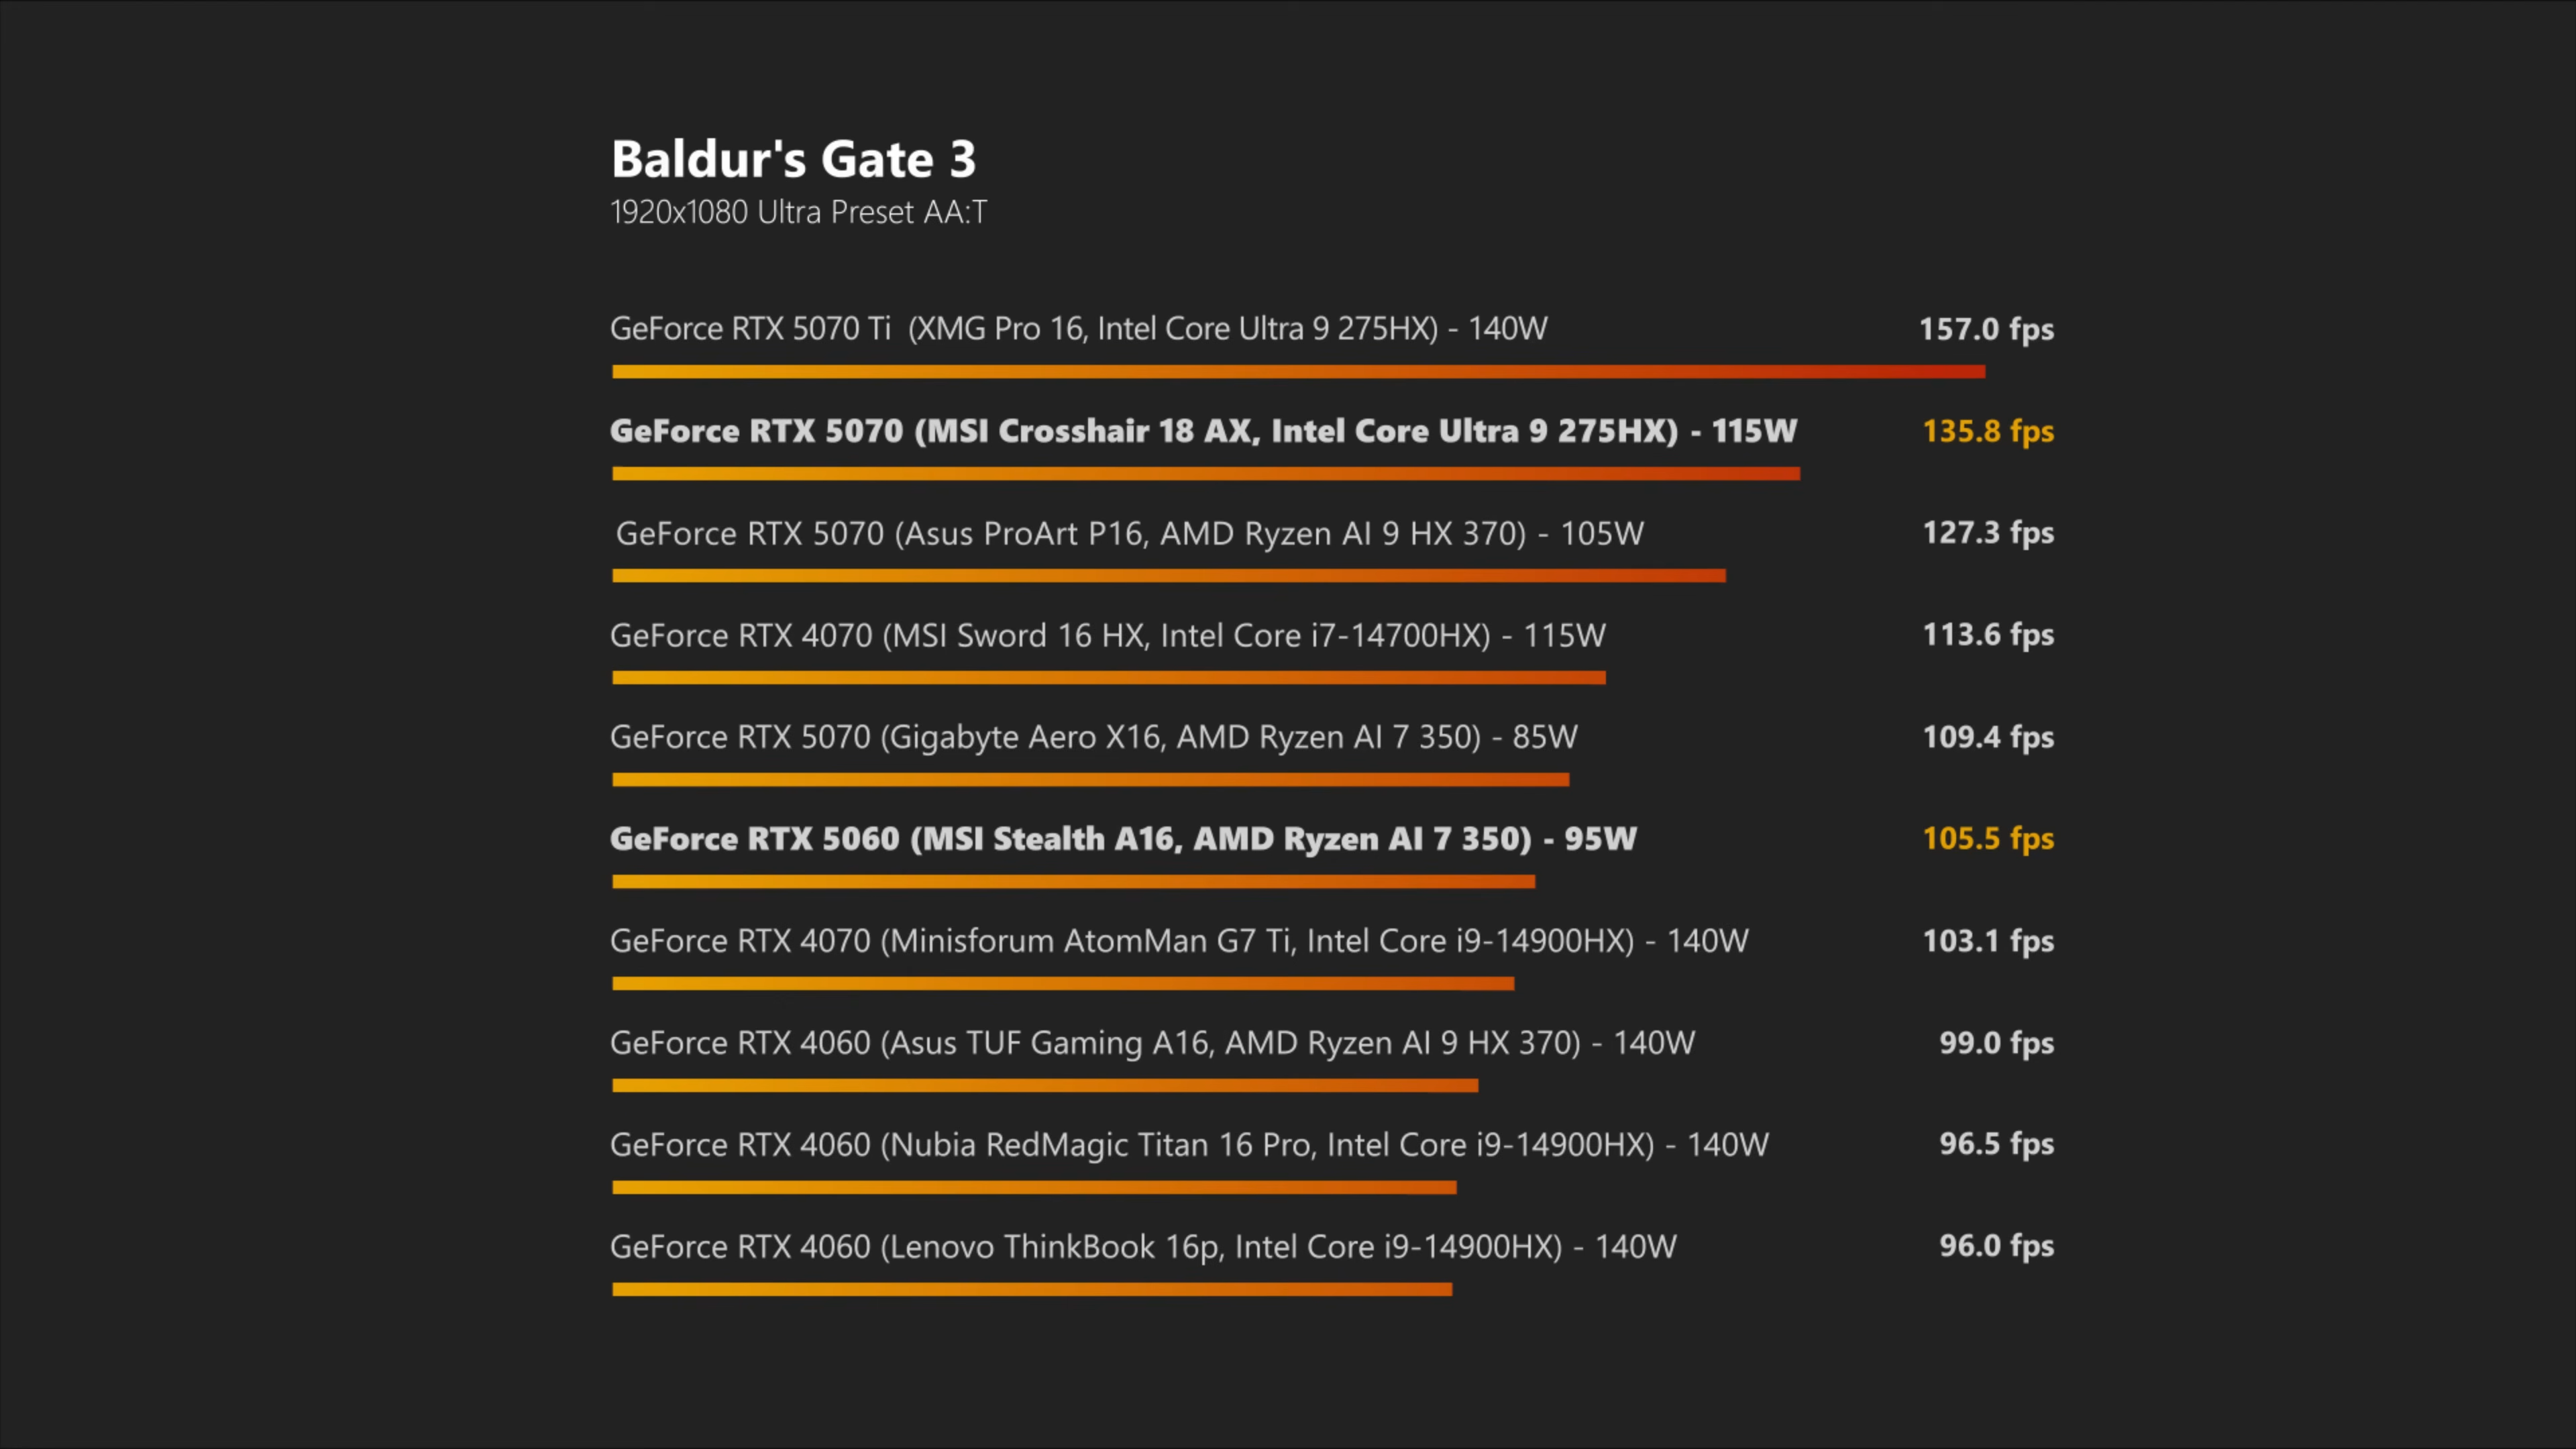 Baldur's Gate 3
1920x1080 Ultra Preset AA:T
GeForce RTX 5070 Ti  (XMG Pro 16, Intel Core Ultra 9 275HX) - 140W 157.0 fps
GeForce RTX 5070 (MSI Crosshair 18 AX, Intel Core Ultra 9 275HX) - 115W 135.8 fps
GeForce RTX 5070 (Asus ProArt P16, AMD Ryzen AI 9 HX 370) - 105W 127.3 fps
GeForce RTX 4070 (MSI Sword 16 HX, Intel Core i7-14700HX) - 115W 113.6 fps
GeForce RTX 5070 (Gigabyte Aero X16, AMD Ryzen AI 7 350) - 85W 109.4 fps
GeForce RTX 5060 (MSI Stealth A16, AMD Ryzen AI 7 350) - 95W 105.5 fps
GeForce RTX 4070 (Minisforum AtomMan G7 Ti, Intel Core i9-14900HX) - 140W 103.1 fps
GeForce RTX 4060 (Asus TUF Gaming A16, AMD Ryzen AI 9 HX 370) - 140W 99.0 fps
GeForce RTX 4060 (Nubia RedMagic Titan 16 Pro, Intel Core i9-14900HX) - 140W 96.5 fps
GeForce RTX 4060 (Lenovo ThinkBook 16p, Intel Core i9-14900HX) - 140W 96.0 fps